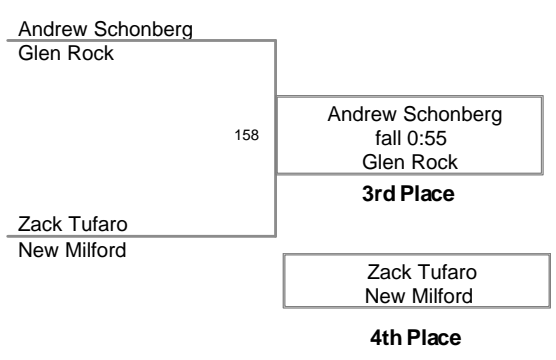 Andrew Schonberg
Glen Rock
158
Andrew Schonberg
fall 0:55
Glen Rock
3rd Place
Zack Tufaro
New Milford
Zack Tufaro
New Milford
4th Place